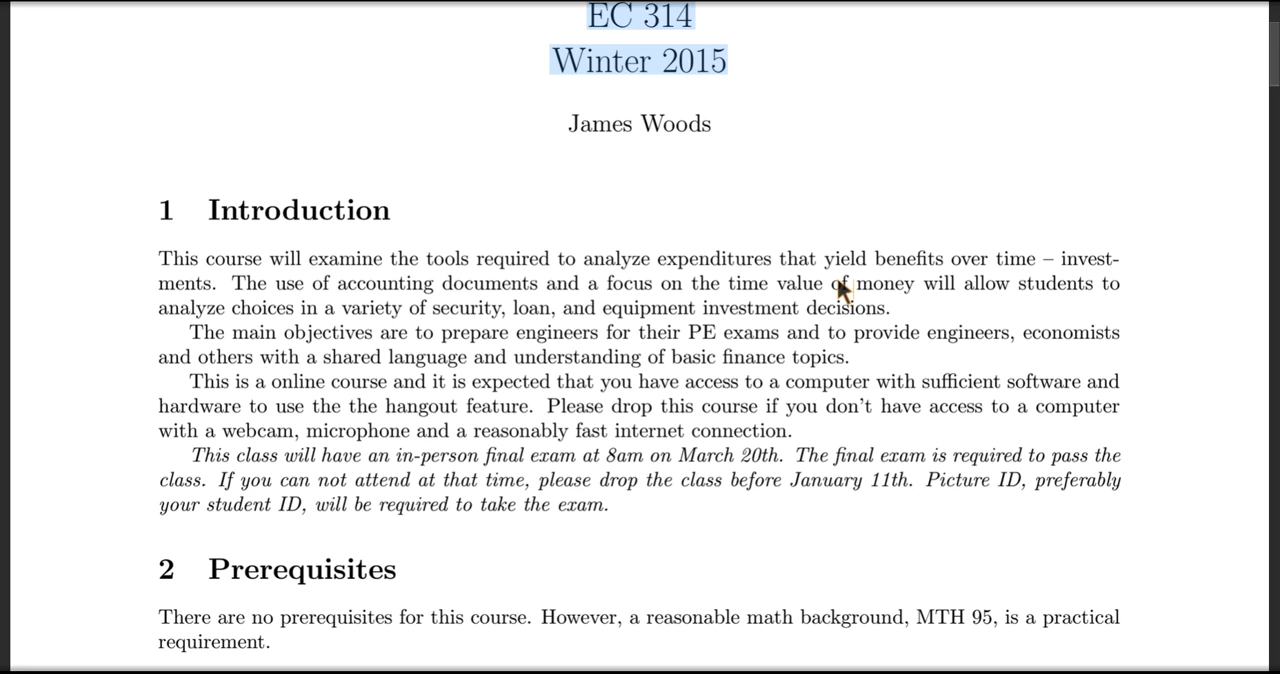 EC 314
Winter 2015
James Woods
1 Introduction
This course will examine the tools required to analyze expenditures that yield benefits over time – invest-
ments. The use of accounting documents and a focus on the time value of money will allow students to
analyze choices in a variety of security, loan, and equipment investment decisions.
The main objectives are to prepare engineers for their PE exams and to provide engineers, economists
and others with a shared language and understanding of basic finance topics.
This is a online course and it is expected that you have access to a computer with sufficient software and
hardware to use the the hangout feature. Please drop this course if you don't have access to a computer
with a webcam, microphone and a reasonably fast internet connection.
This class will have an in-person final exam at 8am on March 20th. The final exam is required to pass the
class. If you can not attend at that time, please drop the class before January 11th. Picture ID, preferably
your student ID, will be required to take the exam.
2 Prerequisites
There are no prerequisites for this course. However, a reasonable math background, MTH 95, is a practical
requirement.